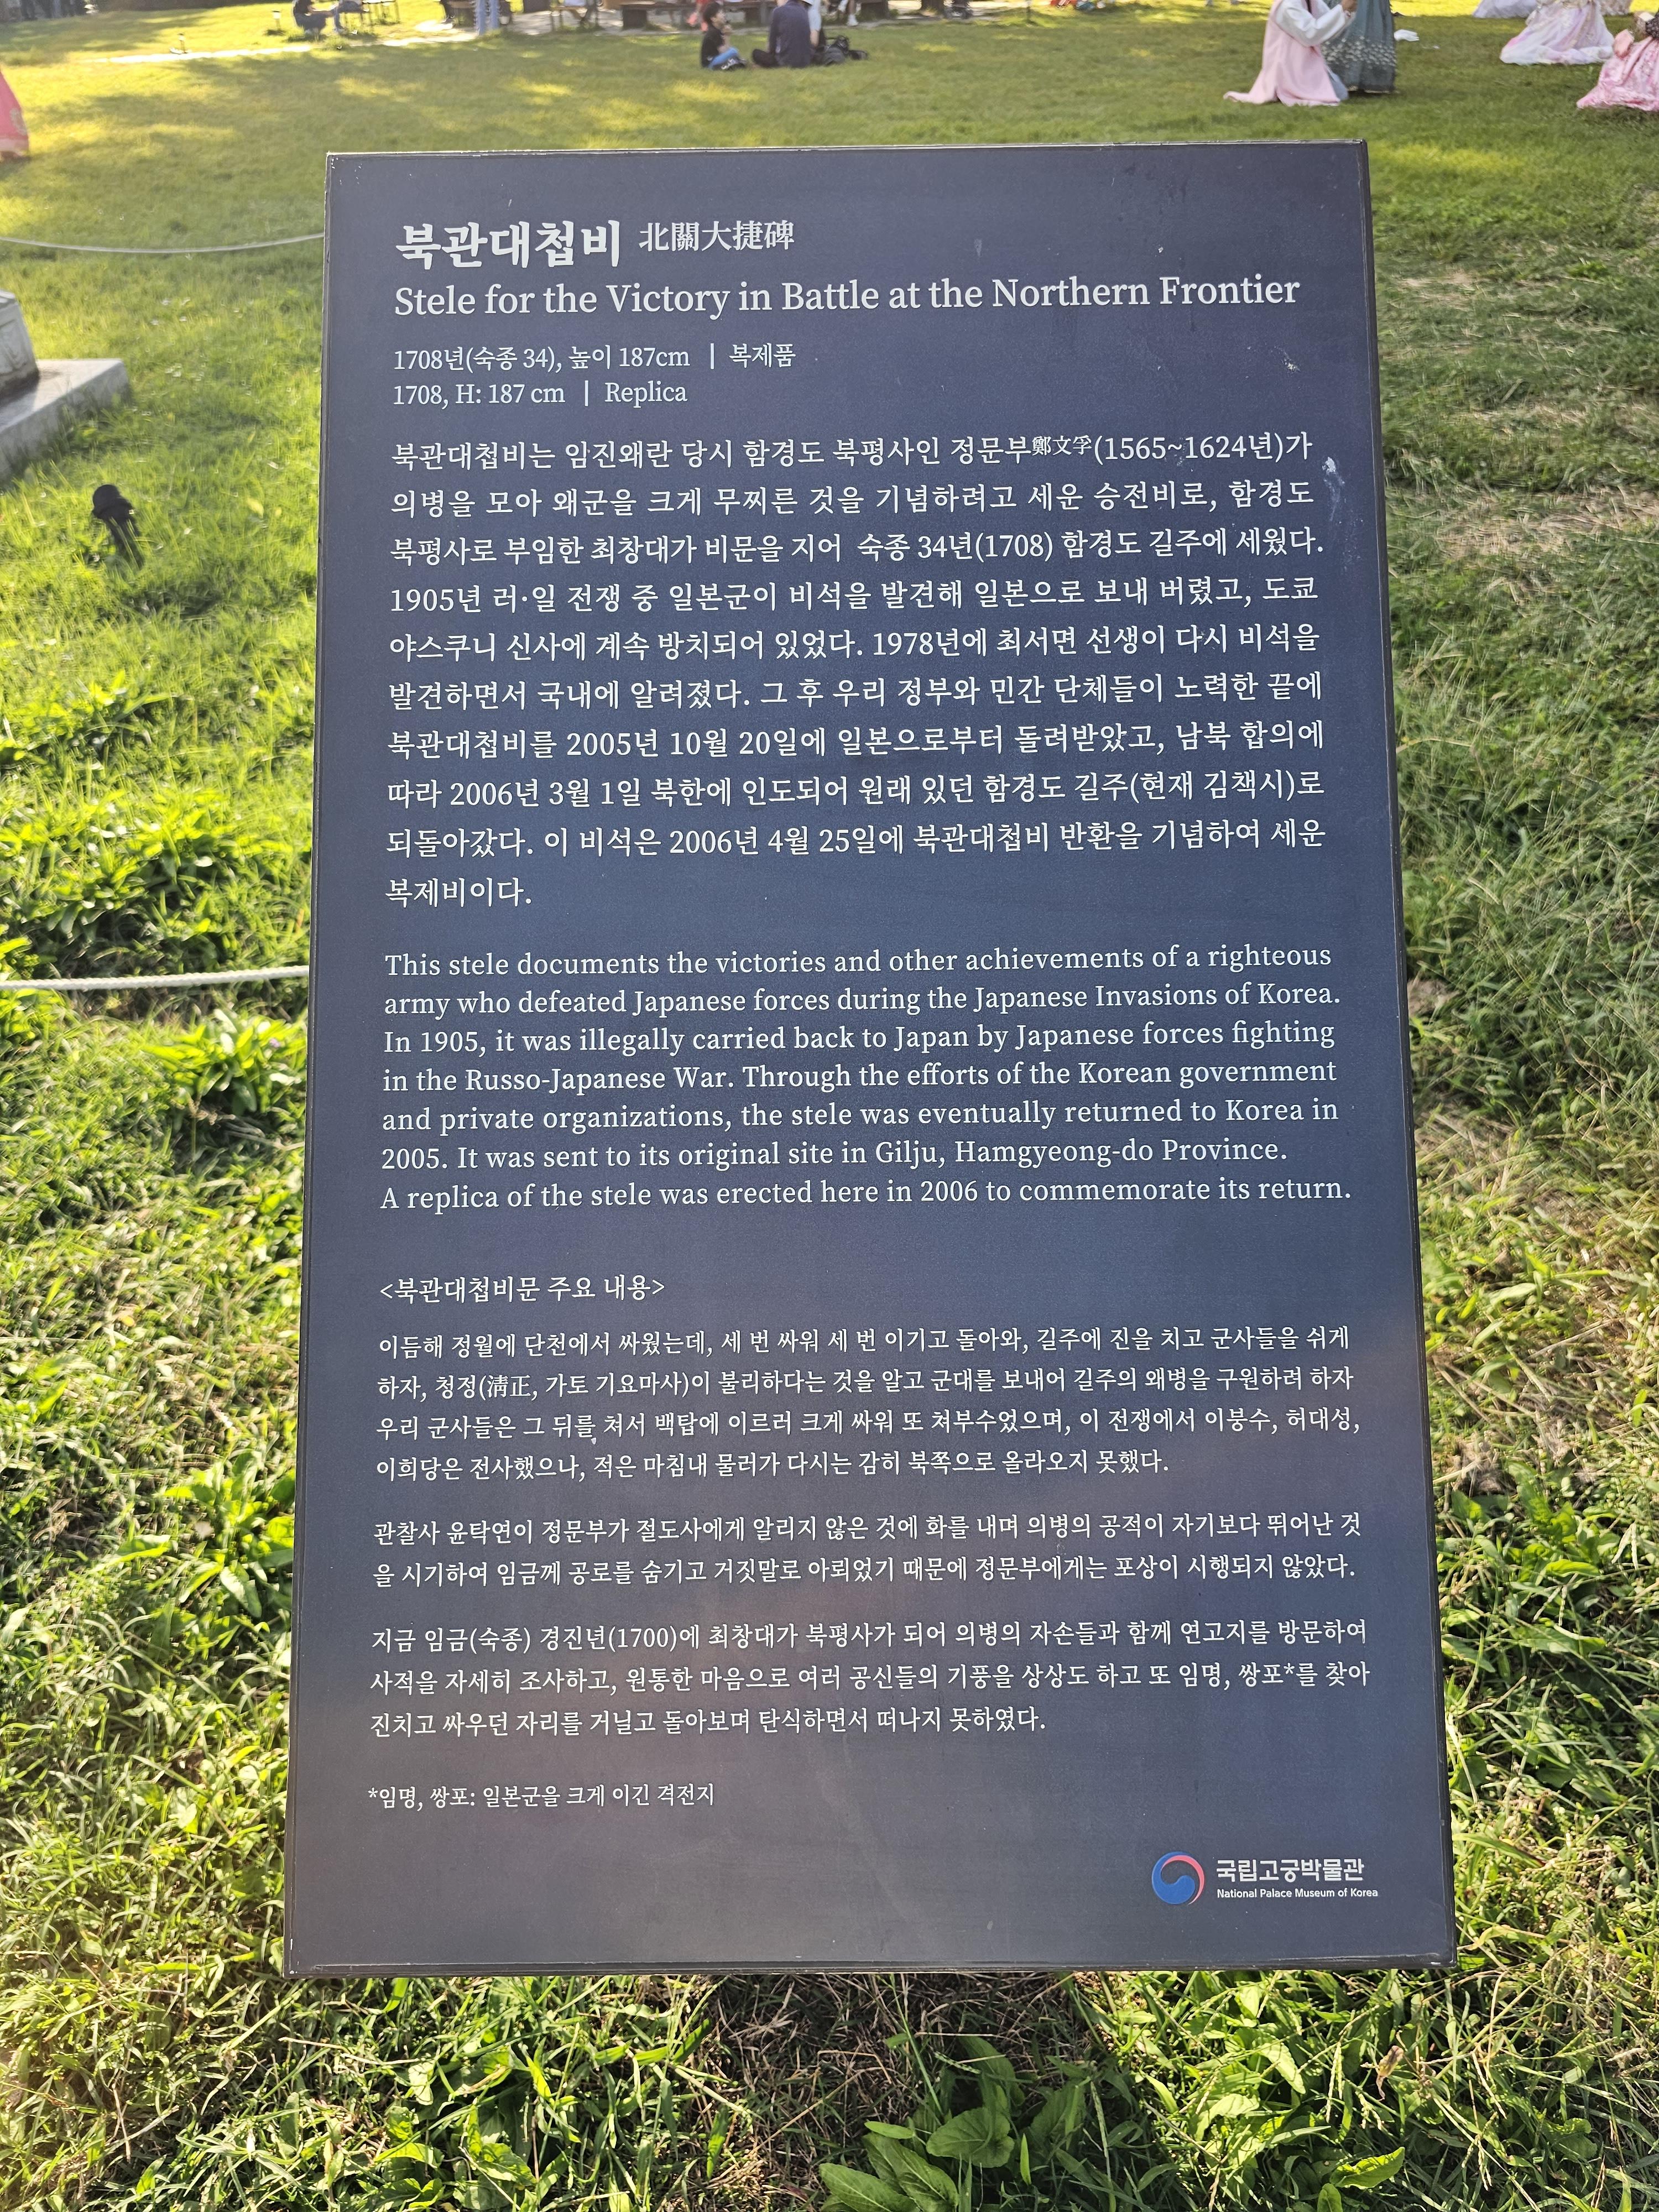 북관대첩비 北關大捷碑
Stele for the Victory in Battle at the Northern Frontier
1708년(숙종 34), 높이 187cm | 복제품
1708, H: 187 cm | Replica
북관대첩비는 임진왜란 당시 함경도 북평사인 정문부鄭文孚(1565~1624년)가
의병을 모아 왜군을 크게 무찌른 것을 기념하려고 세운 승전비로, 함경도
북평사로 부임한 최창대가 비문을 지어 숙종 34년(1708) 함경도 길주에 세웠다.
1905년 러·일 전쟁 중 일본군이 비석을 발견해 일본으로 보내 버렸고, 도쿄
야스쿠니 신사에 계속 방치되어 있었다. 1978년에 최서면 선생이 다시 비석을
발견하면서 국내에 알려졌다. 그 후 우리 정부와 민간 단체들이 노력한 끝에
북관대첩비를 2005년 10월 20일에 일본으로부터 돌려받았고, 남북 합의에
따라 2006년 3월 1일 북한에 인도되어 원래 있던 함경도 길주(현재 김책시)로
되돌아갔다. 이 비석은 2006년 4월 25일에 북관대첩비 반환을 기념하여 세운
복제비이다.
This stele documents the victories and other achievements of a righteous
army who defeated Japanese forces during the Japanese Invasions of Korea.
In 1905, it was illegally carried back to Japan by Japanese forces fighting
in the Russo-Japanese War. Through the efforts of the Korean government
and private organizations, the stele was eventually returned to Korea in
2005. It was sent to its original site in Gilju, Hamgyeong-do Province.
A replica of the stele was erected here in 2006 to commemorate its return.
<북관대첩비문 주요 내용>
이듬해 정월에 단천에서 싸웠는데, 세 번 싸워 세 번 이기고 돌아와, 길주에 진을 치고 군사들을 쉬게
하자, 청정(淸正, 가토 기요마사)이 불리하다는 것을 알고 군대를 보내어 길주의 왜병을 구원하려 하자
우리 군사들은 그 뒤를 쳐서 백탑에 이르러 크게 싸워 또 쳐부수었으며, 이 전쟁에서 이붕수, 허대성,
이희당은 전사했으나, 적은 마침내 물러가 다시는 감히 북쪽으로 올라오지 못했다.
관찰사 윤탁연이 정문부가 절도사에게 알리지 않은 것에 화를 내며 의병의 공적이 자기보다 뛰어난 것
을 시기하여 임금께 공로를 숨기고 거짓말로 아뢰었기 때문에 정문부에게는 포상이 시행되지 않았다.
지금 임금(숙종) 경진년(1700)에 최창대가 북평사가 되어 의병의 자손들과 함께 연고지를 방문하여
사적을 자세히 조사하고, 원통한 마음으로 여러 공신들의 기풍을 상상도 하고 또 임명, 쌍포*를 찾아
진치고 싸우던 자리를 거닐고 돌아보며 탄식하면서 떠나지 못하였다.
*임명, 쌍포: 일본군을 크게 이긴 격전지
국립고궁박물관
National Palace Museum of Korea